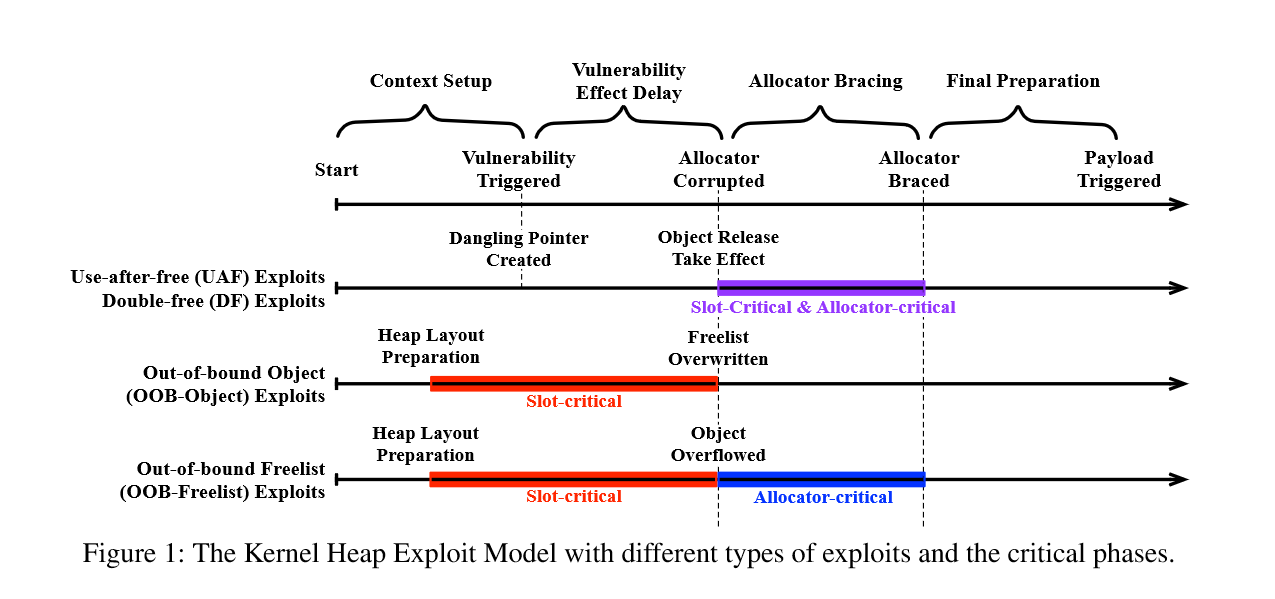 Context Setup
Vulnerability
Effect Delay
Allocator Bracing
Final Preparation
Start
Vulnerability
Triggered
Allocator
Corrupted
Allocator
Braced
Payload
Triggered
Dangling Pointer
Created
Object Release
Take Effect
Use-after-free (UAF) Exploits
Double-free (DF) Exploits
Slot-Critical & Allocator-critical
Heap Layout
Preparation
Freelist
Overwritten
Out-of-bound Object
(OOB-Object) Exploits
Slot-critical
Heap Layout
Preparation
Object
Overflowed
Out-of-bound Freelist
(OOB-Freelist) Exploits
Slot-critical
Allocator-critical
Figure 1: The Kernel Heap Exploit Model with different types of exploits and the critical phases.